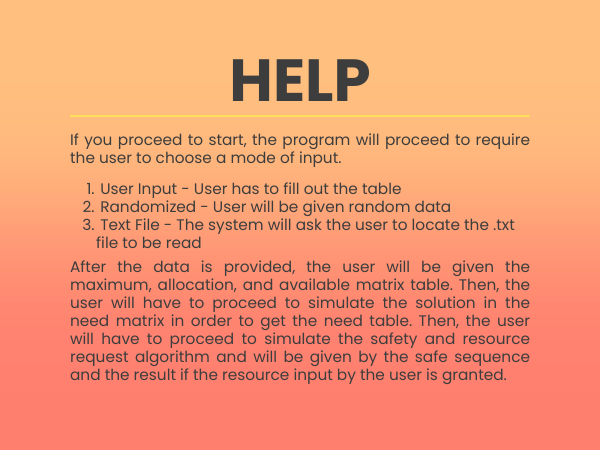 HELP
If you proceed to start, the program will proceed to require
the user to choose a mode of input.
1. User Input - User has to fill out the table
2. Randomized - User will be given random data
3. Text File - The system will ask the user to locate the .txt
file to be read
After the data is provided, the user will be given the
maximum, allocation, and available matrix table. Then, the
user will have to proceed to simulate the solution in the
need matrix in order to get the need table. Then, the user
will have to proceed to simulate the safety and resource
request algorithm and will be given by the safe sequence
and the result if the resource input by the user is granted.